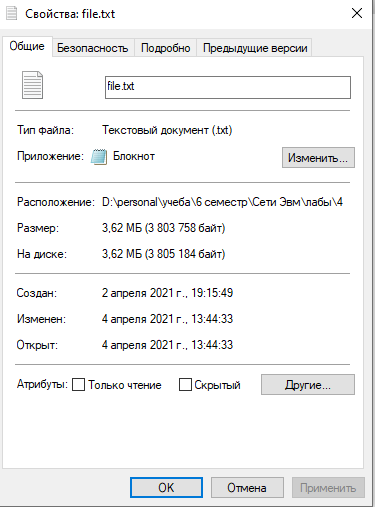 Свойства: file.txt
Общие Безопасность Подробно Предыдущие версии
file.txt
Тип файла: Текстовый документ (.txt)
Приложение: Блокнот Изменить...
Расположение: D:\personal\учеба\6 семестр\Сети Эвм\лабы\4
Размер: 3,62 МБ (3 803 758 байт)
На диске: 3,62 МБ (3 805 184 байт)
Создан: 2 апреля 2021 г., 19:15:49
Изменен: 4 апреля 2021 г., 13:44:33
Открыт: 4 апреля 2021 г., 13:44:33
Атрибуты: Только чтение Скрытый Другие...
OK Отмена Применить